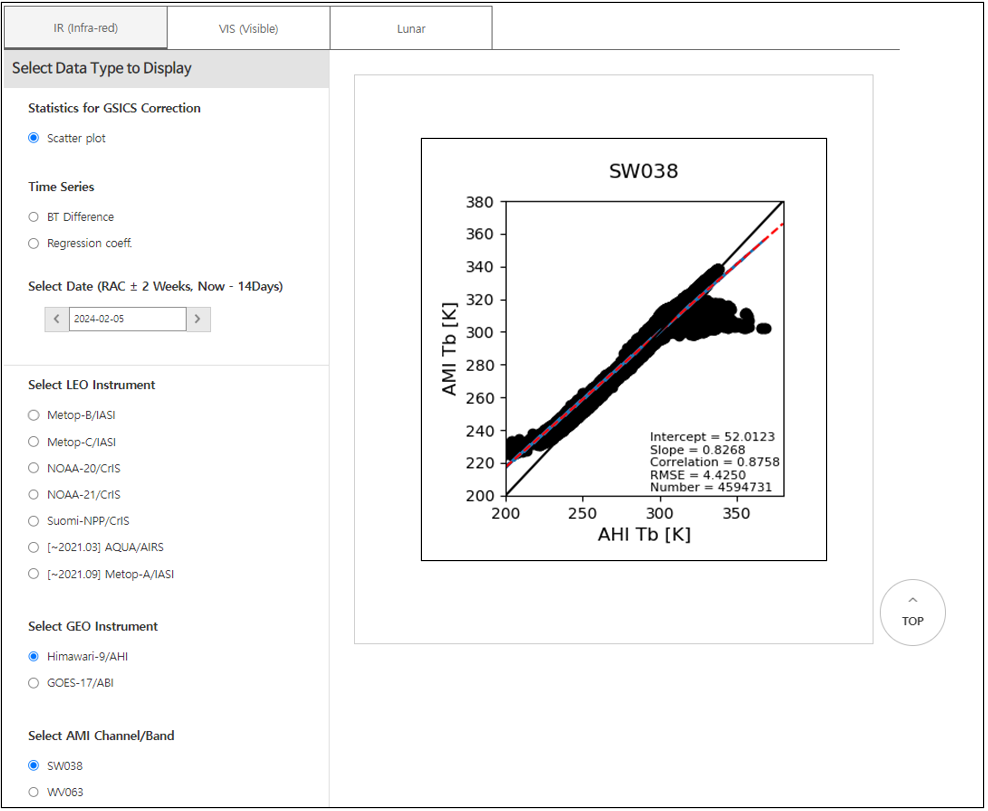 IR (Infra-red)
VIS (Visible)
Lunar
Select Data Type to Display
Statistics for GSICS Correction
Scatter plot
Time Series
BT Difference
Regression coeff.
Select Date (RAC ± 2 Weeks, Now - 14Days)
2024-02-05
Select LEO Instrument
Metop-B/IASI
Metop-C/IASI
NOAA-20/CrIS
NOAA-21/CrIS
Suomi-NPP/CrIS
[~2021.03] AQUA/AIRS
[~2021.09] Metop-A/IASI
Select GEO Instrument
Himawari-9/AHI
GOES-17/ABI
Select AMI Channel/Band
SW038
WV063
SW038
380
360
340
320
300
280
260
240
220
200
AMI Tb [K]
Intercept = 52.0123
Slope = 0.8268
Correlation = 0.8758
RMSE = 4.4250
Number = 4594731
200
250
300
350
AHI Tb [K]
TOP